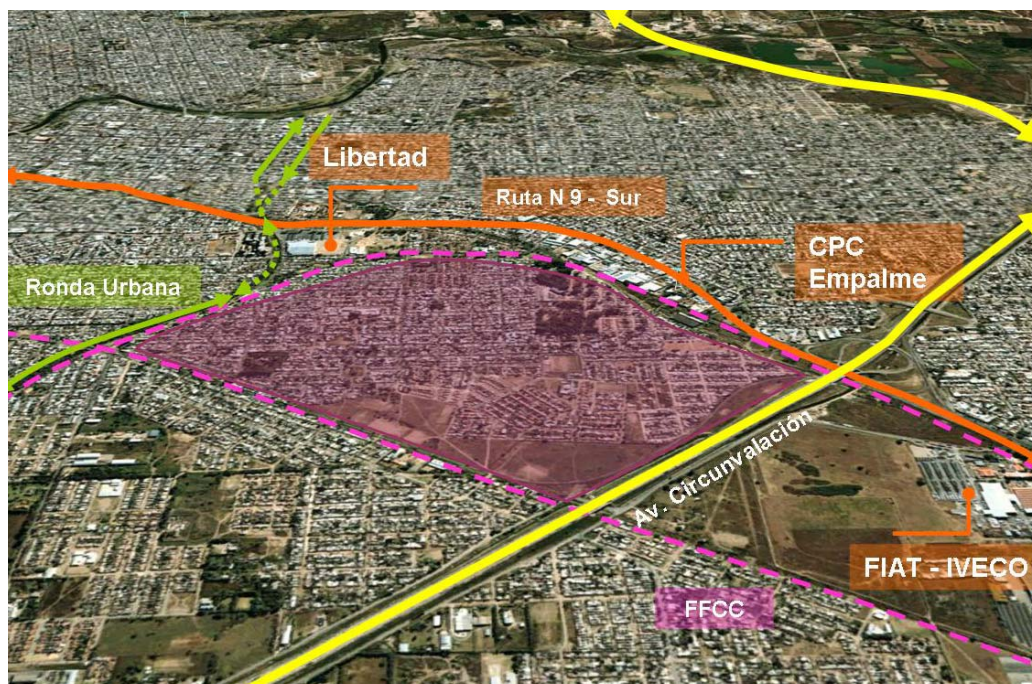 Libertad
Ruta N 9 - Sur
CPC
Empalme
Ronda Urbana
Av. Circunvalación
FIAT - IVECO
FFCC